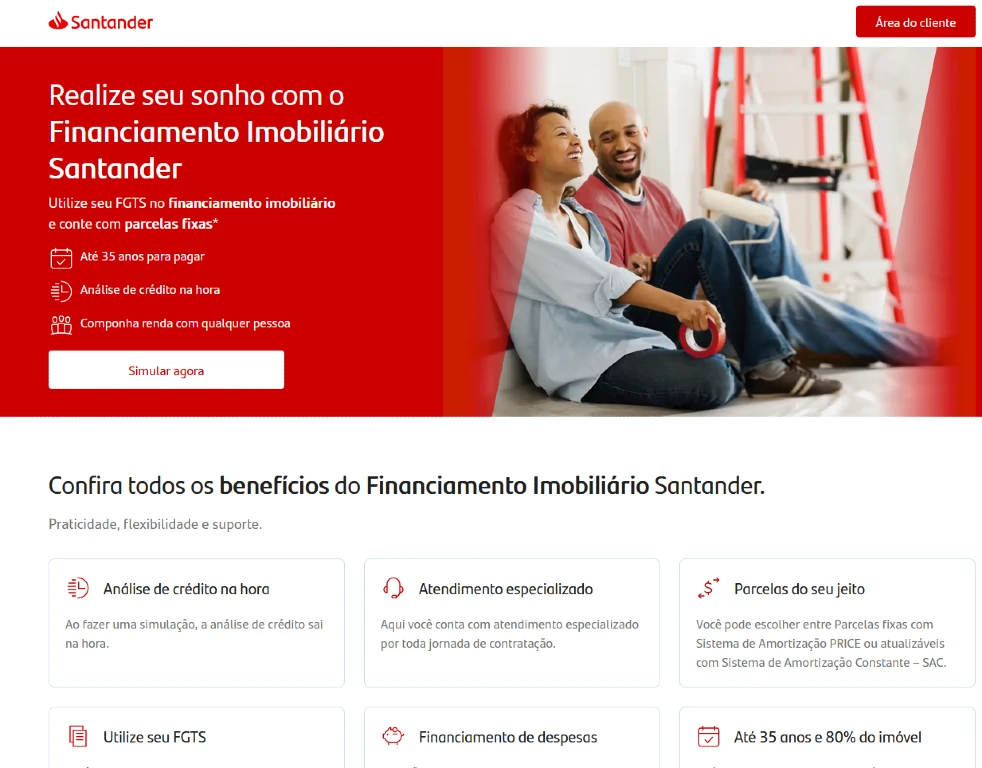 Santander
Área do cliente
Realize seu sonho com o
Financiamento Imobiliário
Santander
Utilize seu FGTS no financiamento imobiliário
e conte com parcelas fixas*
Até 35 anos para pagar
Análise de crédito na hora
Componha renda com qualquer pessoa
Simular agora
Confira todos os benefícios do Financiamento Imobiliário Santander.
Praticidade, flexibilidade e suporte.
Análise de crédito na hora
Ao fazer uma simulação, a análise de crédito sai
na hora.
Atendimento especializado
Aqui você conta com atendimento especializado
por toda jornada de contratação.
Parcelas do seu jeito
Você pode escolher entre Parcelas fixas com
Sistema de Amortização PRICE ou atualizáveis
com Sistema de Amortização Constante – SAC.
Utilize seu FGTS
Financiamento de despesas
Até 35 anos e 80% do imóvel